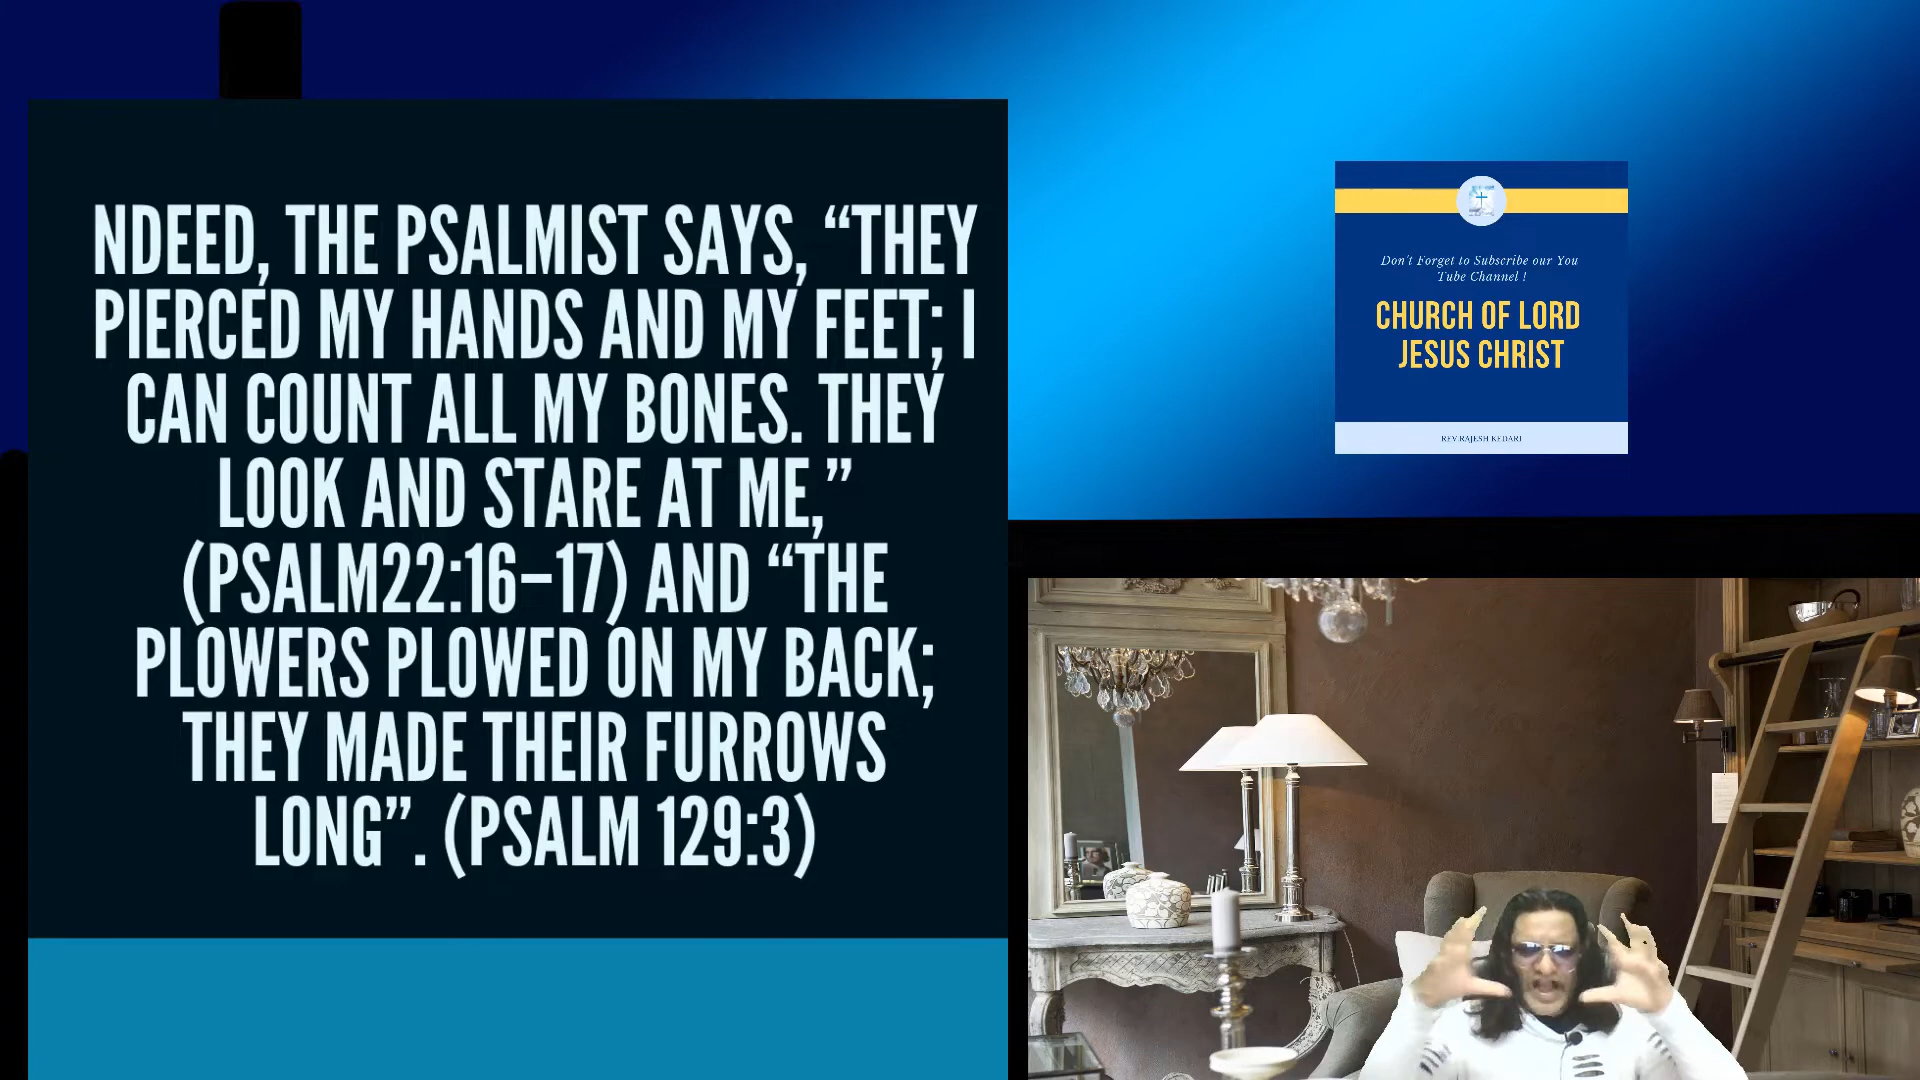 NDEED, THE PSALMIST SAYS, “THEY
PIERCED MY HANDS AND MY FEET; I
CAN COUNT ALL MY BONES. THEY
LOOK AND STARE AT ME,”
(PSALM22:16–17) AND “THE
PLOWERS PLOWED ON MY BACK;
THEY MADE THEIR FURROWS
LONG”. (PSALM 129:3)
Don't Forget to Subscribe our You
Tube Channel !
CHURCH OF LORD
JESUS CHRIST
REV.RAJESH KEDARI